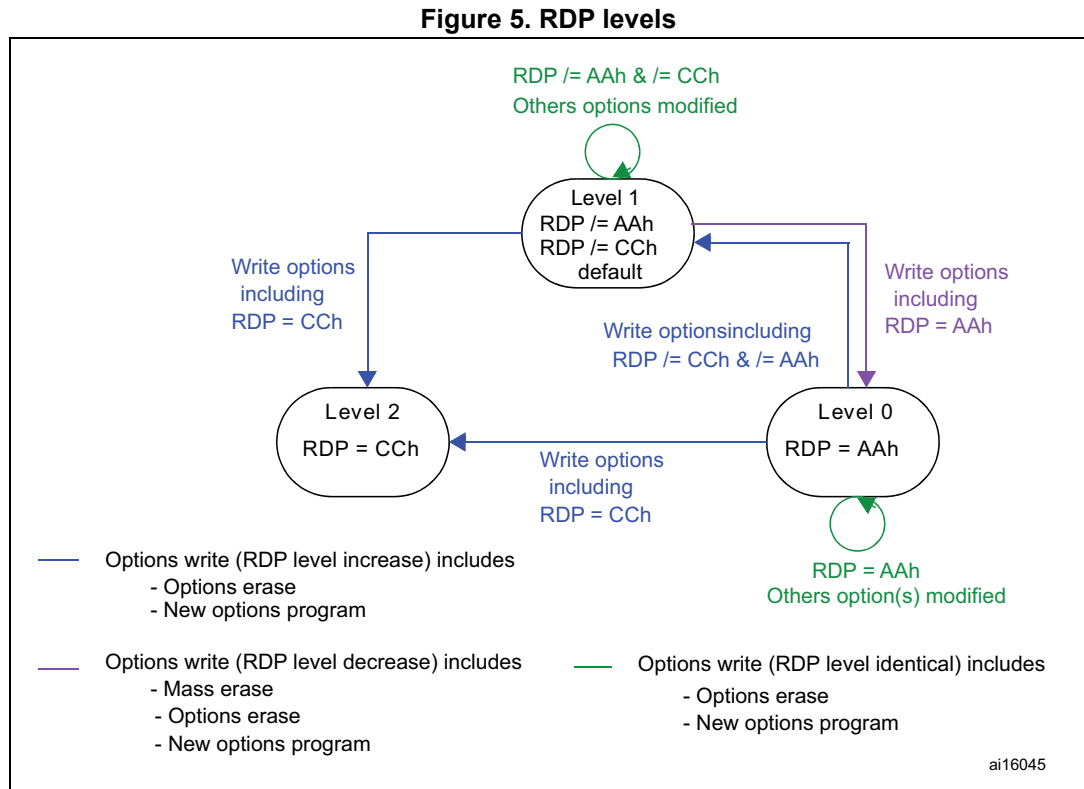 Figure 5. RDP levels
RDP /= AAh & /= CCh
Others options modified
Level 1
RDP /= AAh
RDP /= CCh
default
Write options
including
RDP = CCh
Write options
including
RDP = AAh
Write optionsincluding
RDP /= CCh & /= AAh
Level 2
RDP = CCh
Level 0
RDP = AAh
Write options
including
RDP = CCh
RDP = AAh
Others option(s) modified
Options write (RDP level increase) includes
- Options erase
- New options program
Options write (RDP level decrease) includes
- Mass erase
- Options erase
- New options program
Options write (RDP level identical) includes
- Options erase
- New options program
ai16045